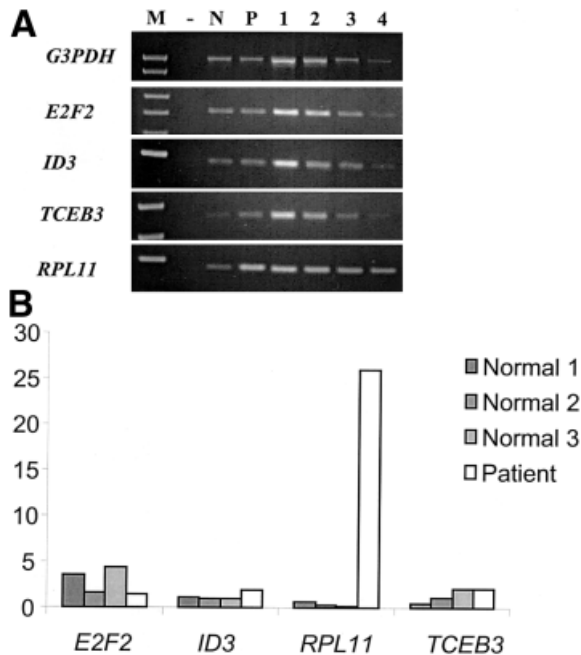 A
M - N P 1 2 3 4
G3PDH
E2F2
ID3
TCEB3
RPL11
B
30
25
20
15
10
5
0
Normal 1
Normal 2
Normal 3
Patient
E2F2 ID3 RPL11 TCEB3